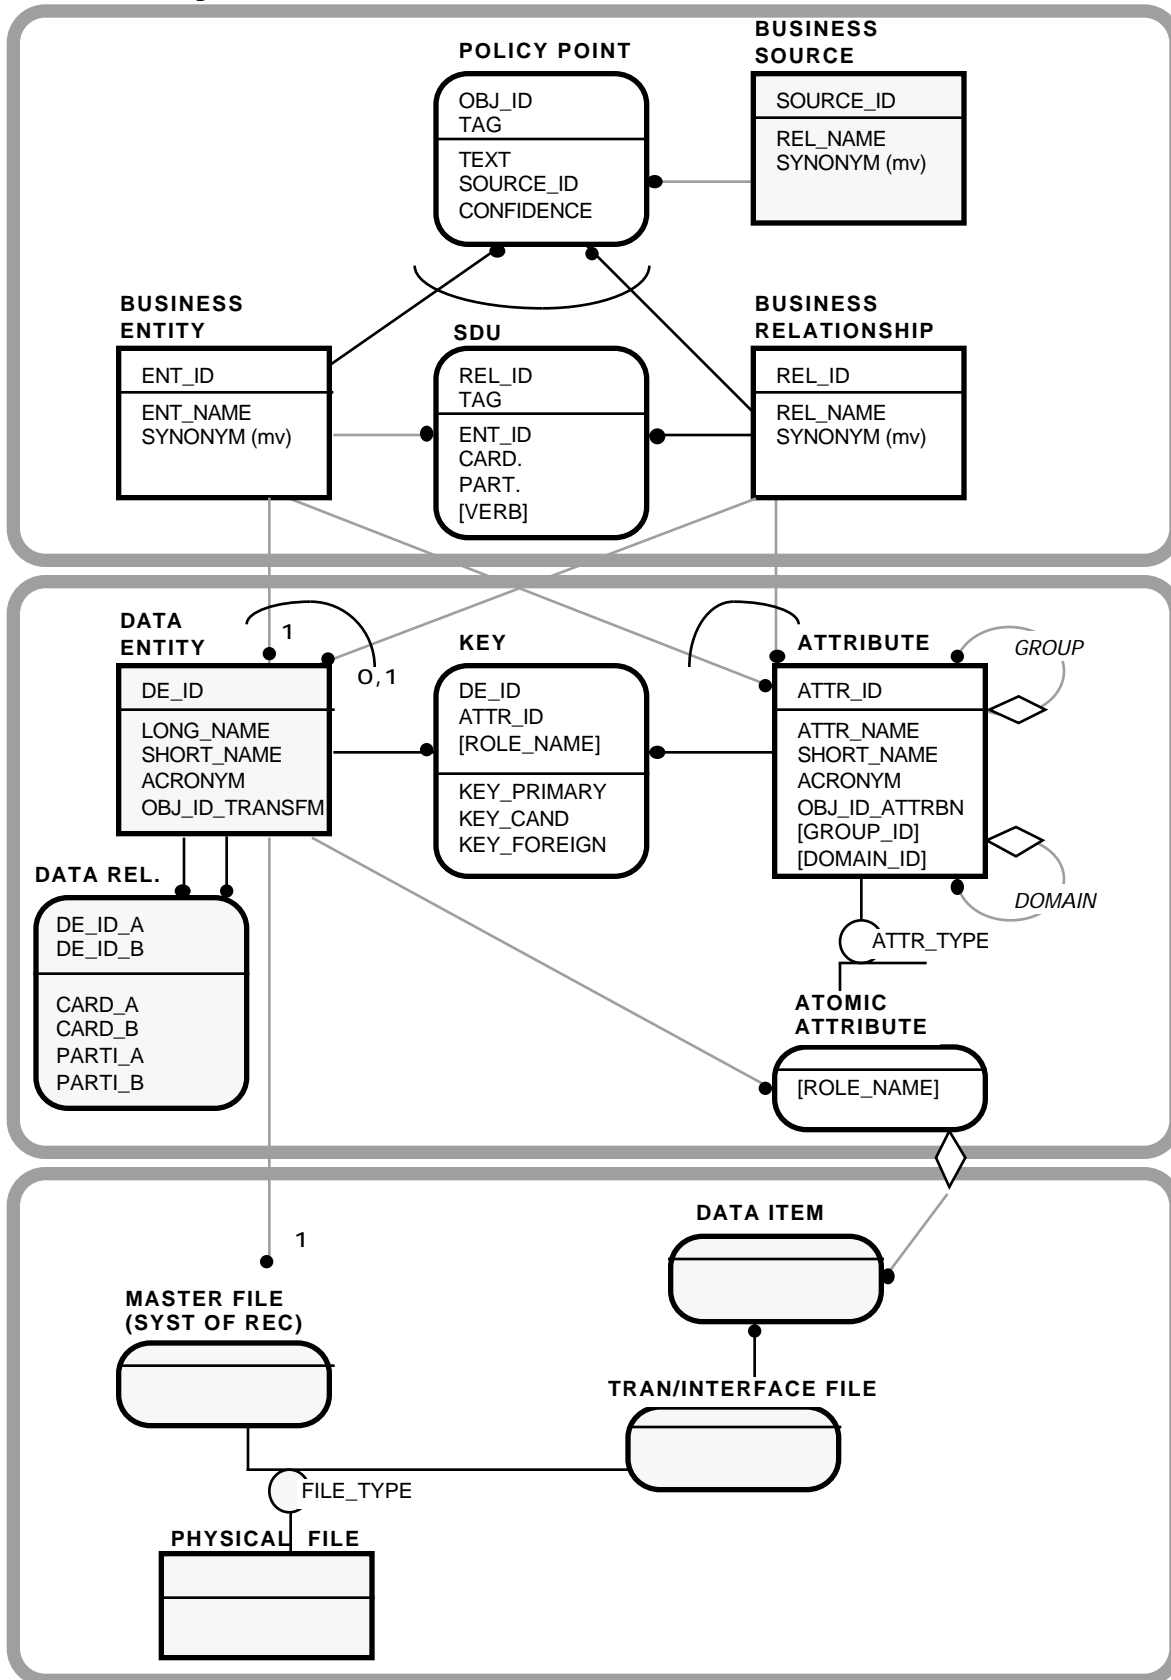 BUSINESS
SOURCE
POLICY POINT
OBJ_ID
TAG
TEXT
SOURCE_ID
CONFIDENCE
SOURCE_ID
REL_NAME
SYNONYM (mv)
BUSINESS
ENTITY
SDU
BUSINESS
RELATIONSHIP
ENT_ID
ENT_NAME
SYNONYM (mv)
REL_ID
TAG
ENT_ID
CARD.
PART.
[VERB]
REL_ID
REL_NAME
SYNONYM (mv)
DATA
ENTITY
1
0,1
KEY
ATTRIBUTE
GROUP
DE_ID
LONG_NAME
SHORT_NAME
ACRONYM
OBJ_ID_TRANSFM
DE_ID
ATTR_ID
[ROLE_NAME]
KEY_PRIMARY
KEY_CAND
KEY_FOREIGN
ATTR_ID
ATTR_NAME
SHORT_NAME
ACRONYM
OBJ_ID_ATTRBN
[GROUP_ID]
[DOMAIN_ID]
DOMAIN
DATA REL.
DE_ID_A
DE_ID_B
CARD_A
CARD_B
PARTI_A
PARTI_B
ATTR_TYPE
ATOMIC
ATTRIBUTE
[ROLE_NAME]
DATA ITEM
1
MASTER FILE
(SYST OF REC)
TRAN/INTERFACE FILE
FILE_TYPE
PHYSICAL FILE